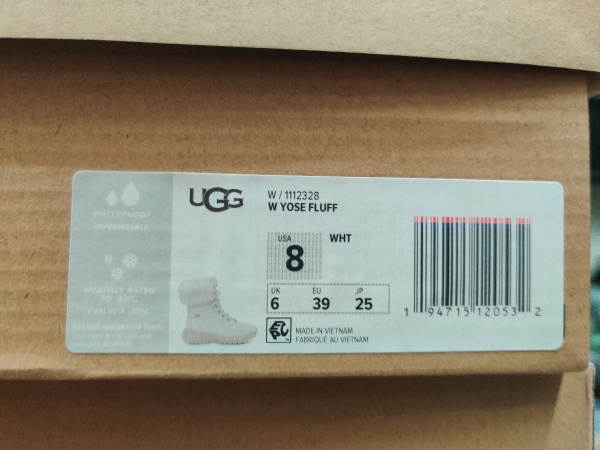 WATERPROOF
IMPERMÉABLE
WEATHER RATED
TO -32°C
ÉVALUÉ À -32°C
UGG
W / 1112328
W YOSE FLUFF
USA
8
WHT
UK EU JP
6 39 25
MADE IN VIETNAM
FABRIQUÉ AU VIETNAM
1 94715 12053 2